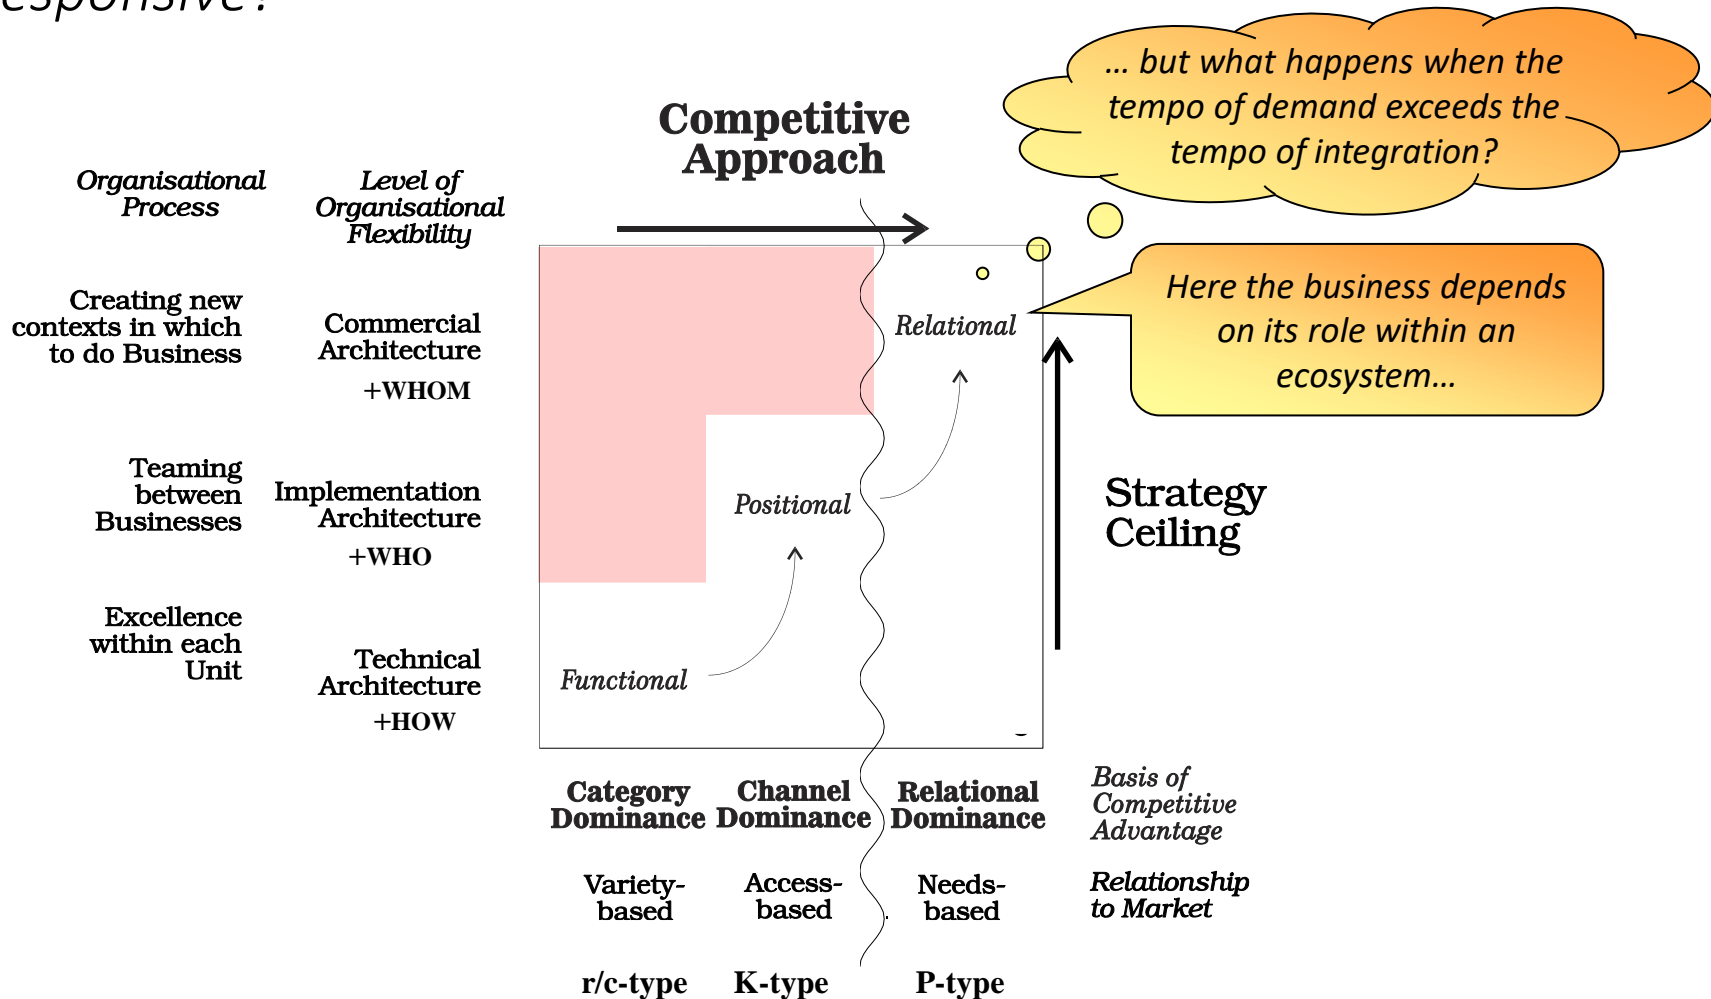 esponsive?
... but what happens when the
tempo of demand exceeds the
tempo of integration?
Competitive
Approach
Organisational
Process
Level of
Organisational
Flexibility
Here the business depends
on its role within an
ecosystem...
Creating new
contexts in which
to do Business
Commercial
Architecture
+WHOM
Relational
Teaming
between
Businesses
Implementation
Architecture
+WHO
Positional
Strategy
Ceiling
Excellence
within each
Unit
Technical
Architecture
+HOW
Functional
Category
Dominance
Channel
Dominance
Relational
Dominance
Basis of
Competitive
Advantage
Variety-
based
Access-
based
Needs-
based
Relationship
to Market
r/c-type
K-type
P-type